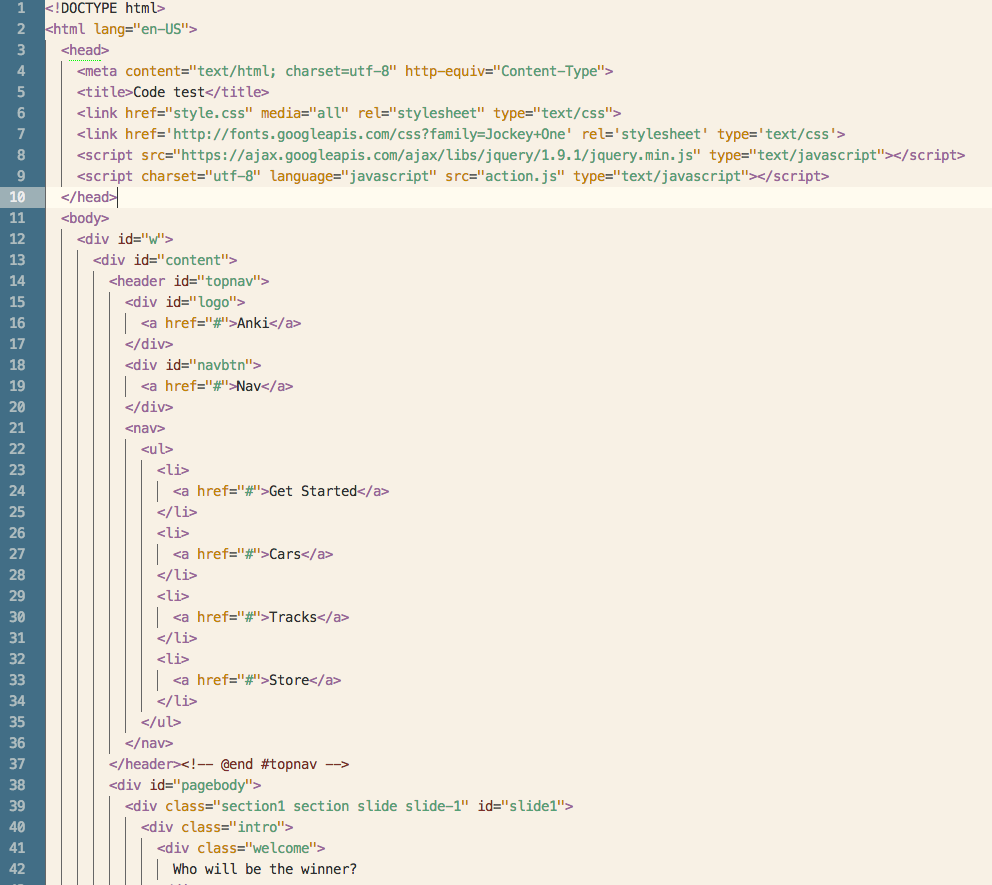 1 <!DOCTYPE html>
2 <html lang="en-US">
3 <head>
4 <meta content="text/html; charset=utf-8" http-equiv="Content-Type">
5 <title>Code test</title>
6 <link href="style.css" media="all" rel="stylesheet" type="text/css">
7 <link href='http://fonts.googleapis.com/css?family=Jockey+One' rel='stylesheet' type='text/css'>
8 <script src="https://ajax.googleapis.com/ajax/libs/jquery/1.9.1/jquery.min.js" type="text/javascript"></script>
9 <script charset="utf-8" language="javascript" src="action.js" type="text/javascript"></script>
10 </head>
11 <body>
12 <div id="w">
13 <div id="content">
14 <header id="topnav">
15 <div id="logo">
16 <a href="#">Anki</a>
17 </div>
18 <div id="navbtn">
19 <a href="#">Nav</a>
20 </div>
21 <nav>
22 <ul>
23 <li>
24 <a href="#">Get Started</a>
25 </li>
26 <li>
27 <a href="#">Cars</a>
28 </li>
29 <li>
30 <a href="#">Tracks</a>
31 </li>
32 <li>
33 <a href="#">Store</a>
34 </li>
35 </ul>
36 </nav>
37 </header><!-- @end #topnav -->
38 <div id="pagebody">
39 <div class="section1 section slide slide-1" id="slide1">
40 <div class="intro">
41 <div class="welcome">
42 Who will be the winner?